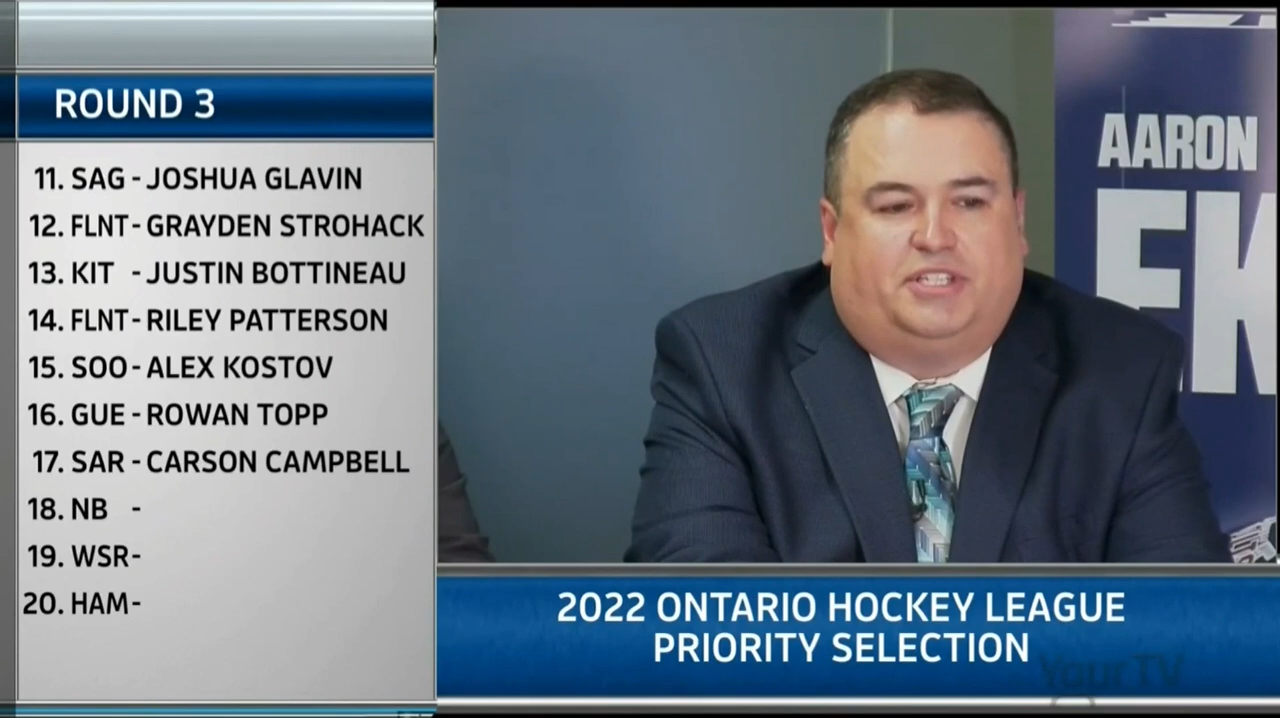 ROUND 3
11. SAG - JOSHUA GLAVIN
12. FLNT - GRAYDEN STROHACK
13. KIT - JUSTIN BOTTINEAU
14. FLNT - RILEY PATTERSON
15. SOO - ALEX KOSTOV
16. GUE - ROWAN TOPP
17. SAR - CARSON CAMPBELL
18. NB -
19. WSR -
20. HAM -
AARON
EK
2022 ONTARIO HOCKEY LEAGUE
PRIORITY SELECTION
YourTV